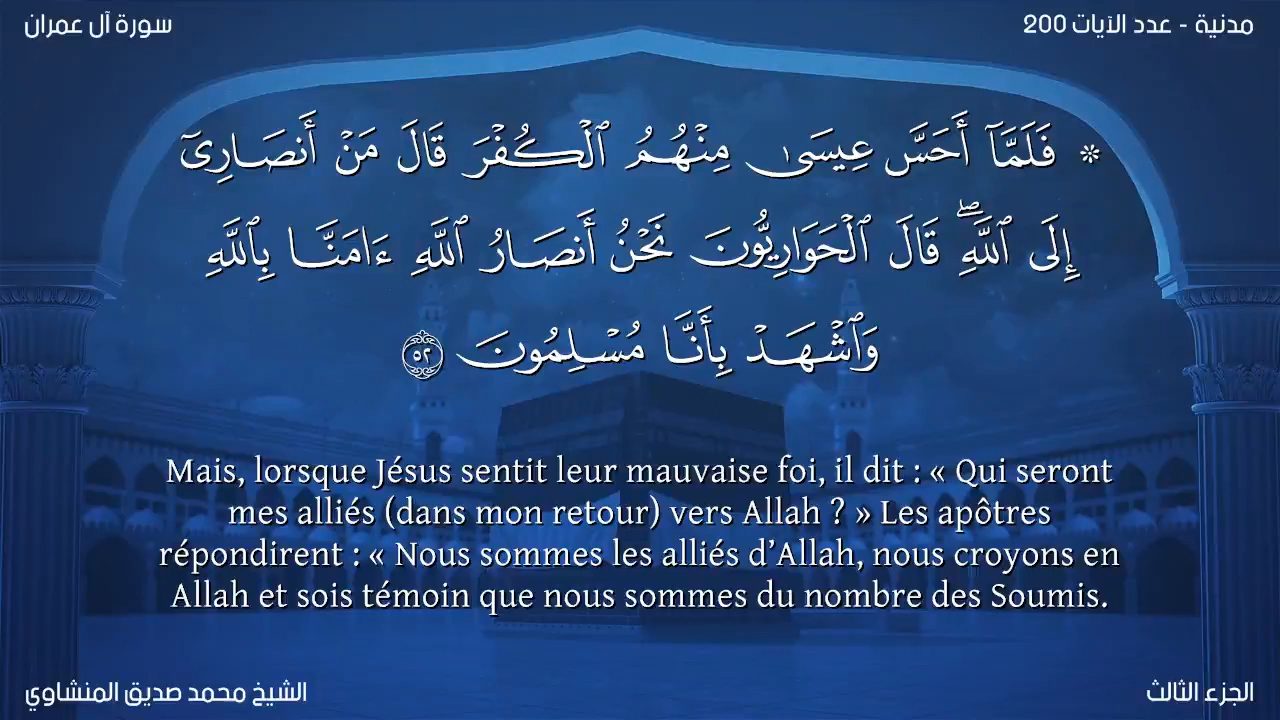 مدنية - عدد الآيات 200
سورة آل عمران
۞ فَلَمَّآ أَحَسَّ عِيسَىٰ مِنْهُمُ ٱلْكُفْرَ قَالَ مَنْ أَنصَارِىٓ
إِلَى ٱللَّهِ ۖ قَالَ ٱلْحَوَارِيُّونَ نَحْنُ أَنصَارُ ٱللَّهِ ءَامَنَّا بِٱللَّهِ
وَٱشْهَدْ بِأَنَّا مُسْلِمُونَ ٥٢
Mais, lorsque Jésus sentit leur mauvaise foi, il dit : « Qui seront
mes alliés (dans mon retour) vers Allah ? » Les apôtres
répondirent : « Nous sommes les alliés d’Allah, nous croyons en
Allah et sois témoin que nous sommes du nombre des Soumis.
الجزء الثالث
الشيخ محمد صديق المنشاوي